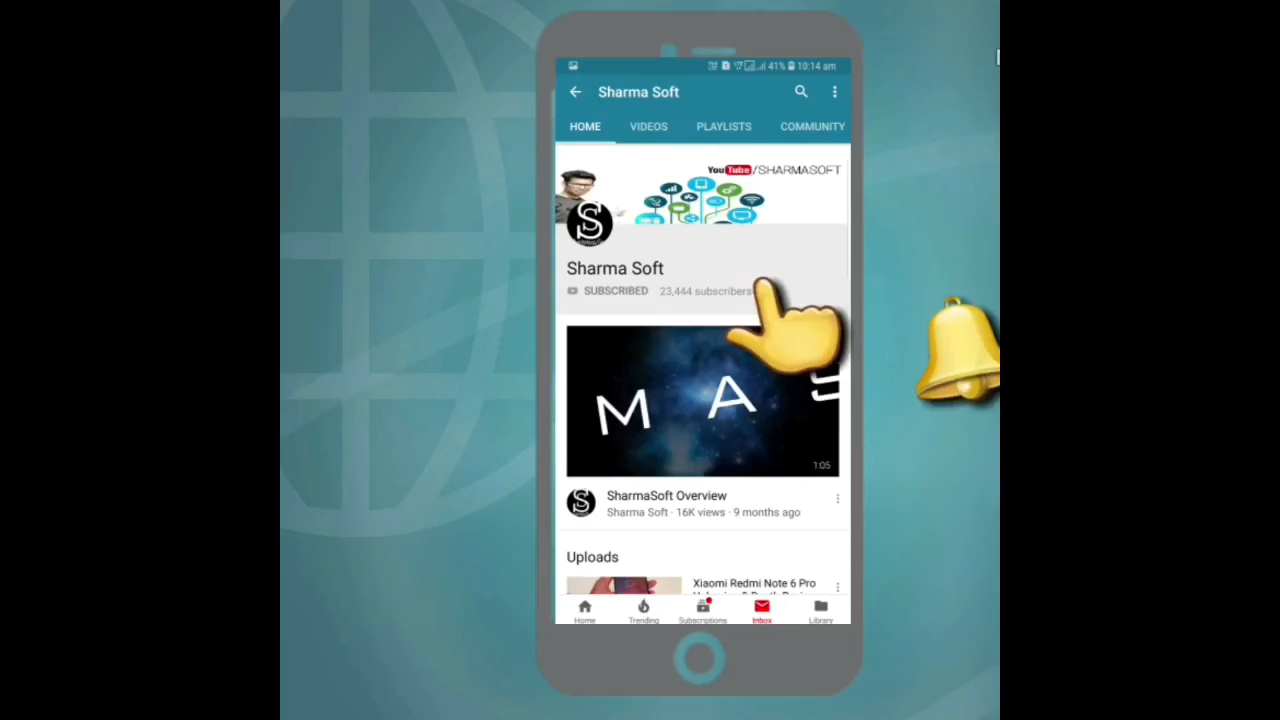 41% 10:14 am
Sharma Soft
HOME VIDEOS PLAYLISTS COMMUNITY
YouTube/SHARMASOFT
S
Sharma Soft
SUBSCRIBED 23,444 subscribers
M A S
1:05
SharmaSoft Overview
Sharma Soft · 16K views · 9 months ago
Uploads
Xiaomi Redmi Note 6 Pro
Home Trending Subscriptions Inbox Library